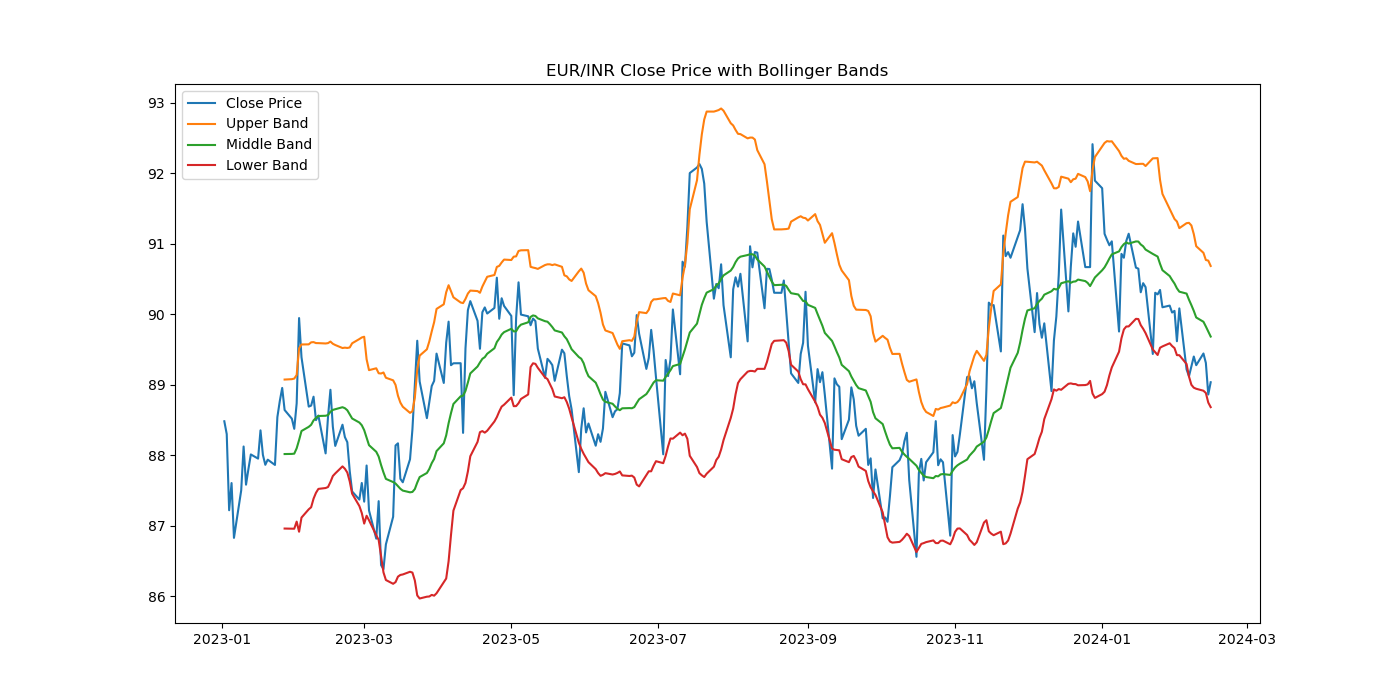 EUR/INR Close Price with Bollinger Bands
Close Price
Upper Band
Middle Band
Lower Band
93
92
91
90
89
88
87
86
2023-01 2023-03 2023-05 2023-07 2023-09 2023-11 2024-01 2024-03